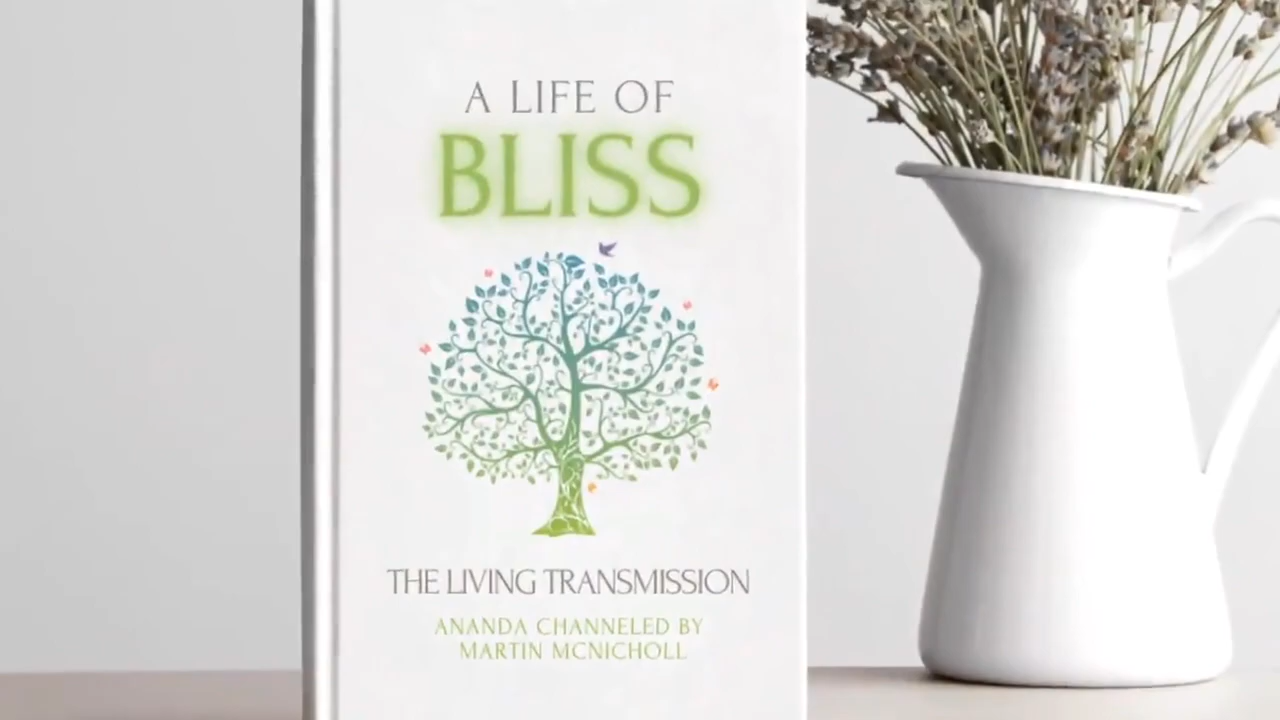 A LIFE OF
BLISS
THE LIVING TRANSMISSION
ANANDA CHANNELED BY
MARTIN MCNICHOLL